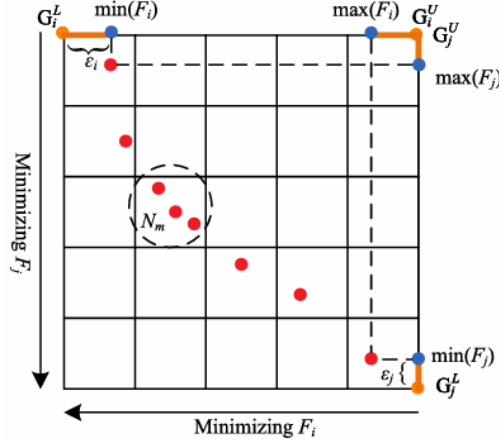 G_i^L
min(F_i)
max(F_i)
G_i^U
G_j^U
ε_i
max(F_j)
Minimizing F_j
N_m
min(F_j)
ε_j
G_j^L
Minimizing F_i